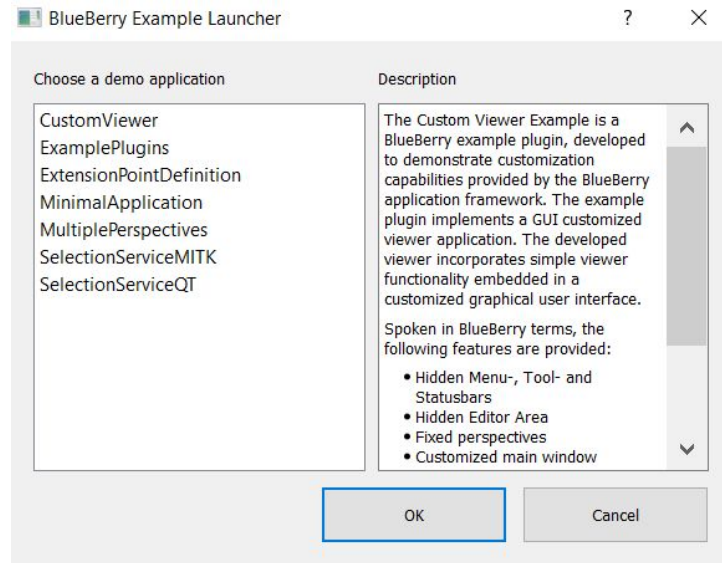 BlueBerry Example Launcher
?
Choose a demo application
CustomViewer
ExamplePlugins
ExtensionPointDefinition
MinimalApplication
MultiplePerspectives
SelectionServiceMITK
SelectionServiceQT
Description
The Custom Viewer Example is a
BlueBerry example plugin, developed
to demonstrate customization
capabilities provided by the BlueBerry
application framework. The example
plugin implements a GUI customized
viewer application. The developed
viewer incorporates simple viewer
functionality embedded in a
customized graphical user interface.
Spoken in BlueBerry terms, the
following features are provided:
• Hidden Menu-, Tool- and
Statusbars
• Hidden Editor Area
• Fixed perspectives
• Customized main window
OK
Cancel